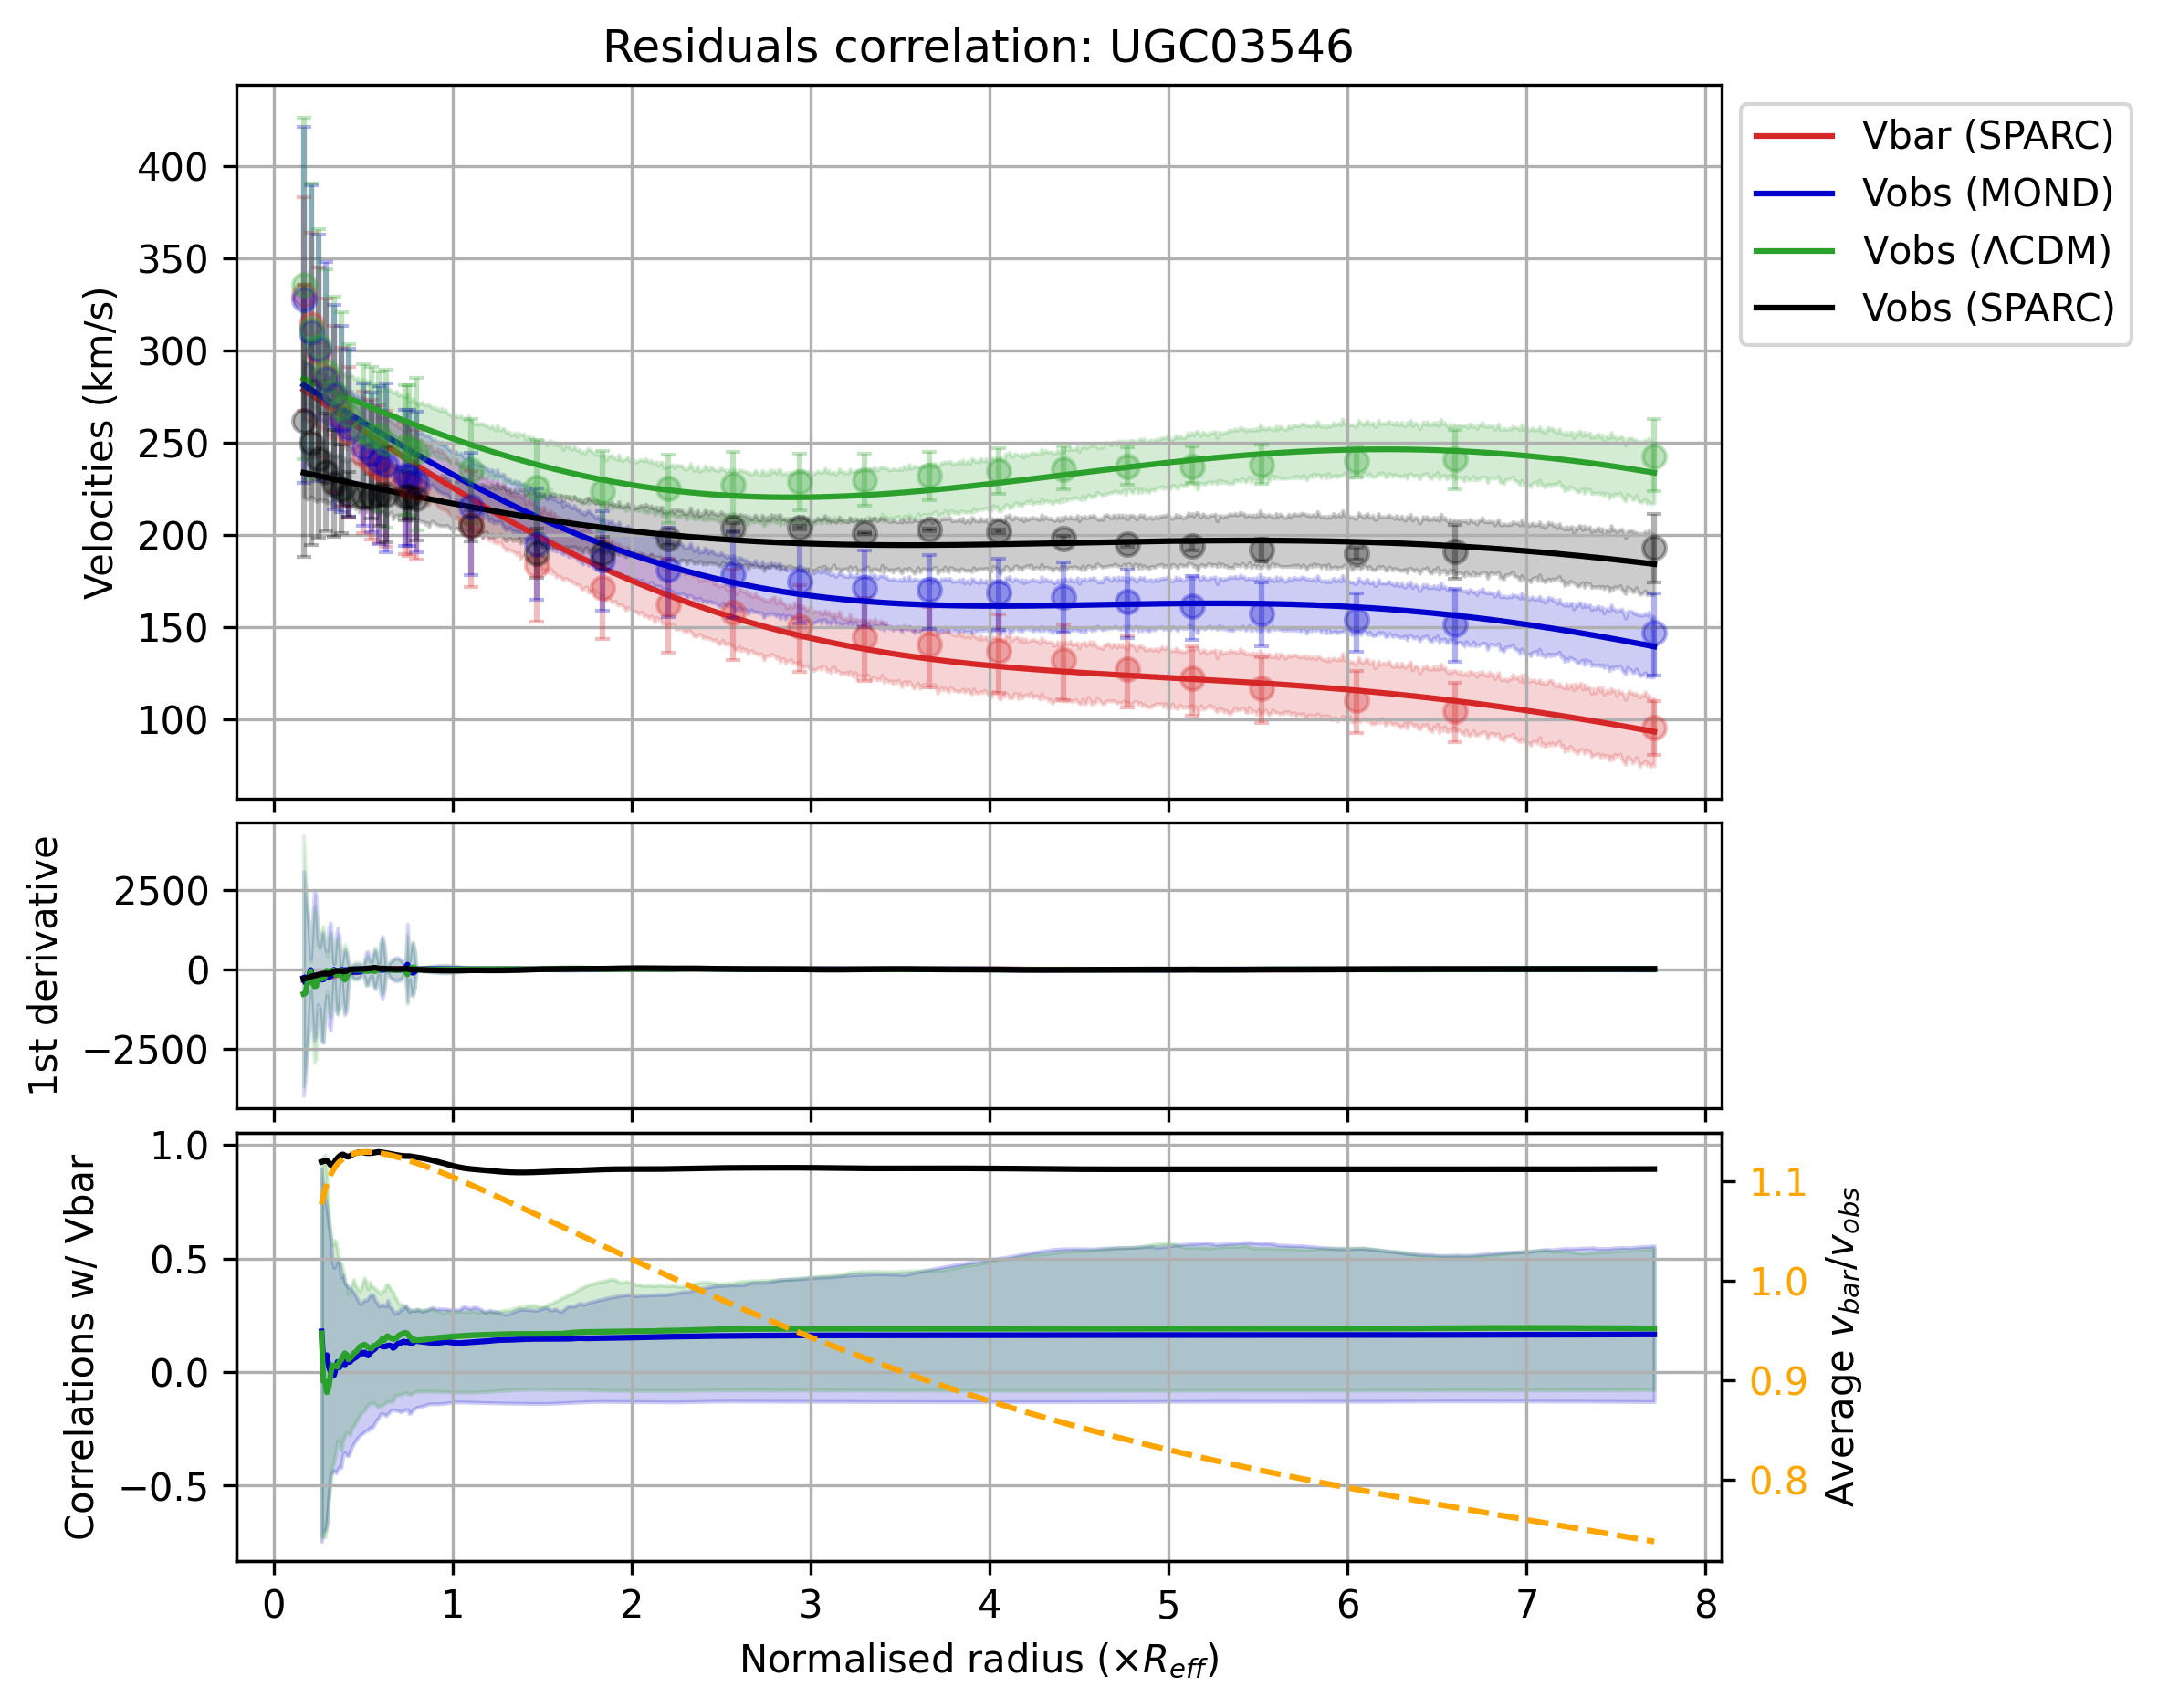 Residuals correlation: UGC03546
Velocities (km/s)
400
350
300
250
200
150
100
Vbar (SPARC)
Vobs (MOND)
Vobs (ΛCDM)
Vobs (SPARC)
1st derivative
2500
0
−2500
Correlations w/ Vbar
1.0
0.5
0.0
−0.5
1.1
1.0
0.9
0.8
Average v_bar/v_obs
0 1 2 3 4 5 6 7 8
Normalised radius (×R_eff)